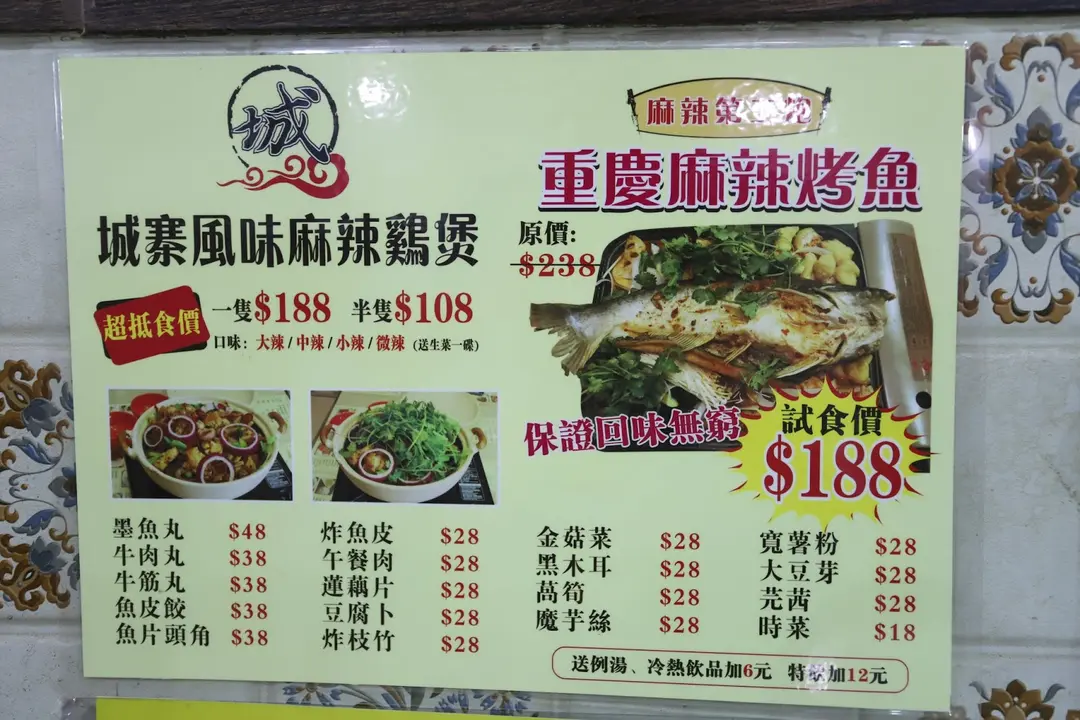 城
城寨風味麻辣鷄煲
超抵食價
一隻$188 半隻$108
口味：大辣/中辣/小辣/微辣 (送生菜一碟)
墨魚丸 $48
牛肉丸 $38
牛筋丸 $38
魚皮餃 $38
魚片頭角 $38
炸魚皮 $28
午餐肉 $28
蓮藕片 $28
豆腐卜 $28
炸枝竹 $28
麻辣第
重慶麻辣烤魚
原價:
$238
保證回味無窮
試食價
$188
金菇菜 $28
黑木耳 $28
萵筍 $28
魔芋絲 $28
寬薯粉 $28
大豆芽 $28
芫茜 $28
時菜 $18
送例湯、冷熱飲品加6元 特飲加12元